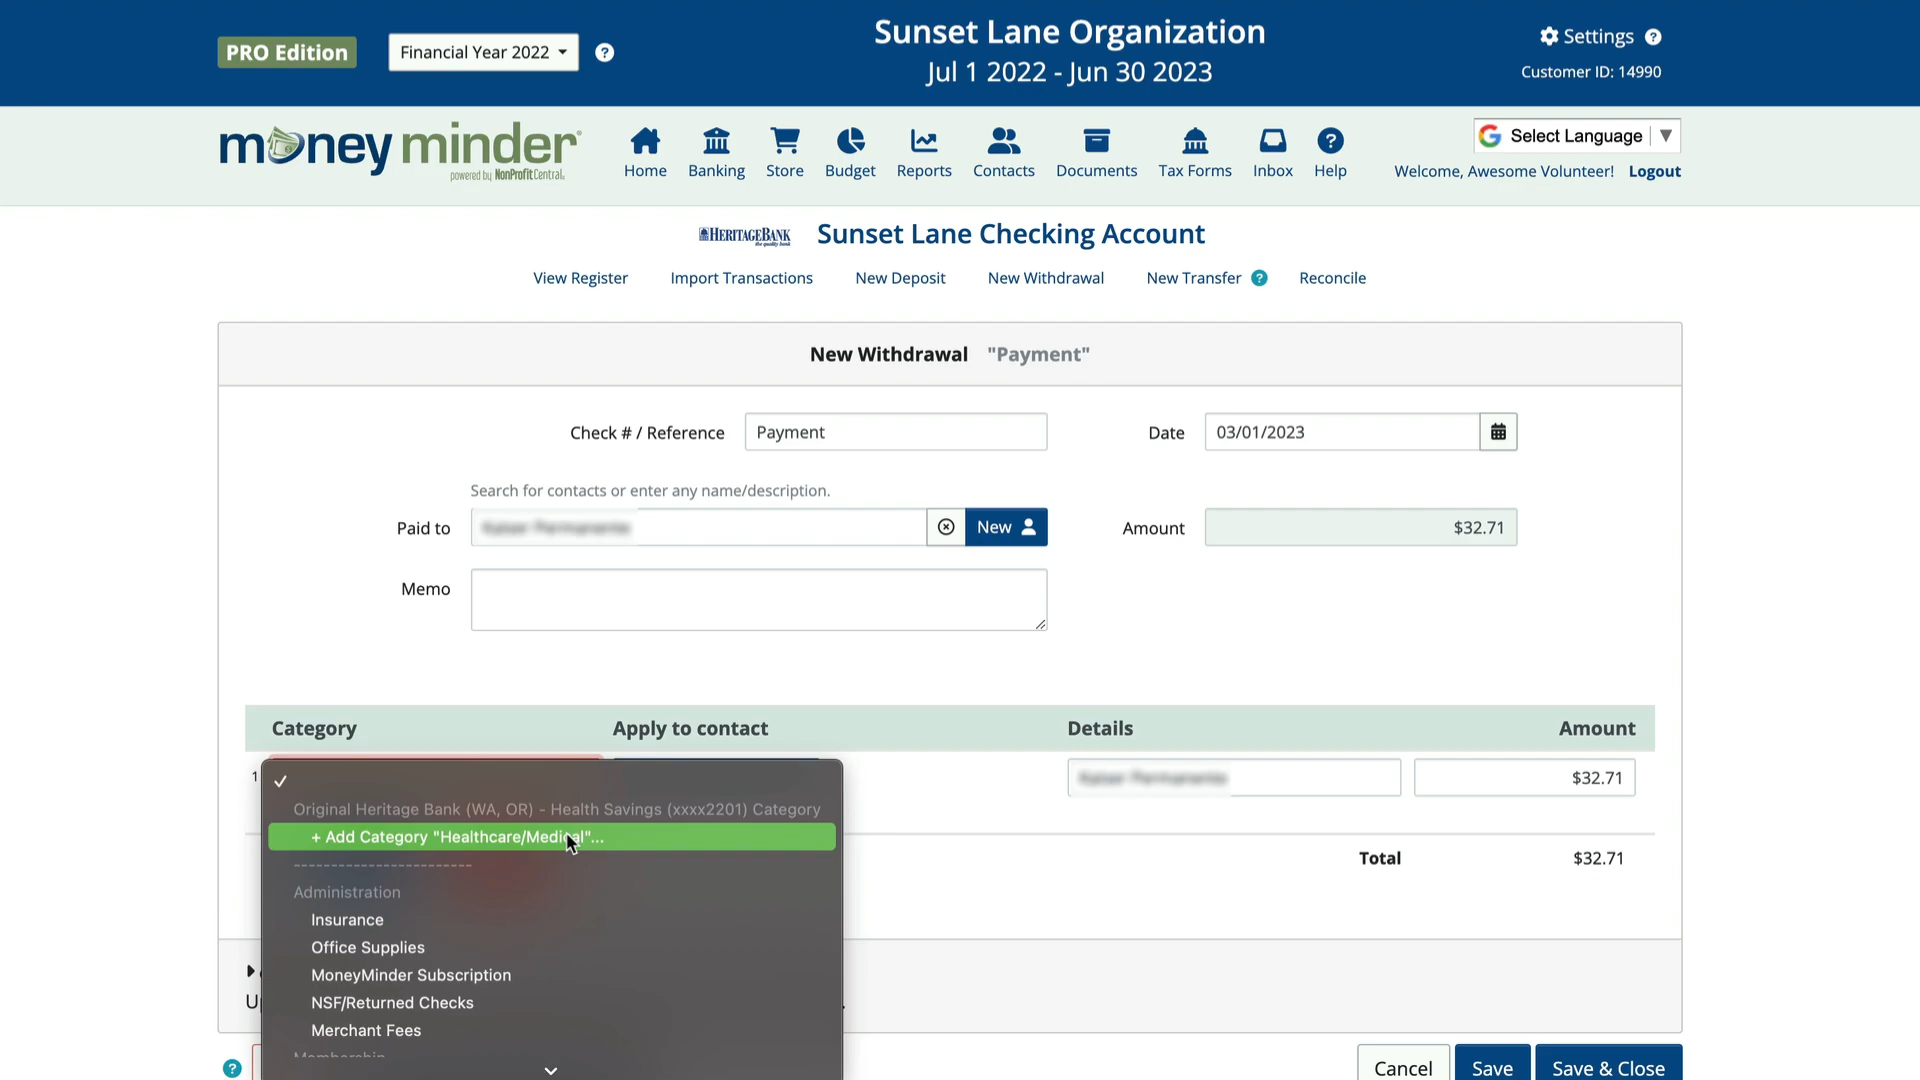 PRO Edition
Financial Year 2022
?
Sunset Lane Organization
Jul 1 2022 - Jun 30 2023
Settings ?
Customer ID: 14990
money minder
powered by NonProfitCentral.
Home
Banking
Store
Budget
Reports
Contacts
Documents
Tax Forms
Inbox
Help
G Select Language ▼
Welcome, Awesome Volunteer! Logout
HERITAGE BANK
the quality bank
Sunset Lane Checking Account
View Register
Import Transactions
New Deposit
New Withdrawal
New Transfer ?
Reconcile
New Withdrawal "Payment"
Check # / Reference
Payment
Date
03/01/2023
Search for contacts or enter any name/description.
Paid to
New
Amount
$32.71
Memo
Category
Apply to contact
Details
Amount
1
$32.71
✓
Original Heritage Bank (WA, OR) - Health Savings (xxxx2201) Category
+ Add Category "Healthcare/Medical"...
------------------------
Administration
Insurance
Office Supplies
MoneyMinder Subscription
NSF/Returned Checks
Merchant Fees
Total
$32.71
?
Cancel
Save
Save & Close